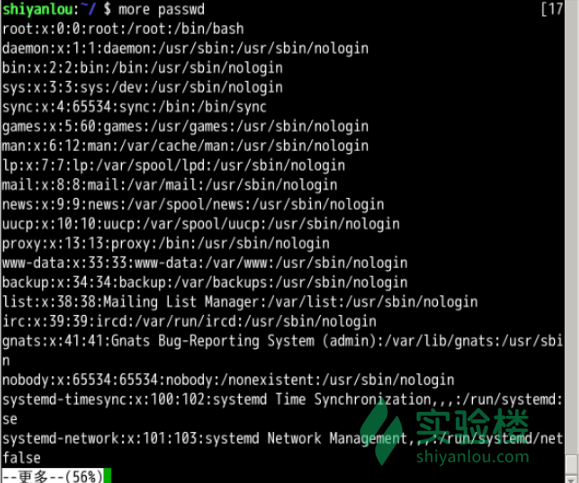 shiyanlou:~/ $ more passwd [17
root:x:0:0:root:/root:/bin/bash
daemon:x:1:1:daemon:/usr/sbin:/usr/sbin/nologin
bin:x:2:2:bin:/bin:/usr/sbin/nologin
sys:x:3:3:sys:/dev:/usr/sbin/nologin
sync:x:4:65534:sync:/bin:/bin/sync
games:x:5:60:games:/usr/games:/usr/sbin/nologin
man:x:6:12:man:/var/cache/man:/usr/sbin/nologin
lp:x:7:7:lp:/var/spool/lpd:/usr/sbin/nologin
mail:x:8:8:mail:/var/mail:/usr/sbin/nologin
news:x:9:9:news:/var/spool/news:/usr/sbin/nologin
uucp:x:10:10:uucp:/var/spool/uucp:/usr/sbin/nologin
proxy:x:13:13:proxy:/bin:/usr/sbin/nologin
www-data:x:33:33:www-data:/var/www:/usr/sbin/nologin
backup:x:34:34:backup:/var/backups:/usr/sbin/nologin
list:x:38:38:Mailing List Manager:/var/list:/usr/sbin/nologin
irc:x:39:39:ircd:/var/run/ircd:/usr/sbin/nologin
gnats:x:41:41:Gnats Bug-Reporting System (admin):/var/lib/gnats:/usr/sbi
n
nobody:x:65534:65534:nobody:/nonexistent:/usr/sbin/nologin
systemd-timesync:x:100:102:systemd Time Synchronization,,,:/run/systemd:
se
systemd-network:x:101:103:systemd Network Management,,,:/run/systemd/net
false
--更多--(56%)
实验楼
shiyanlou.com